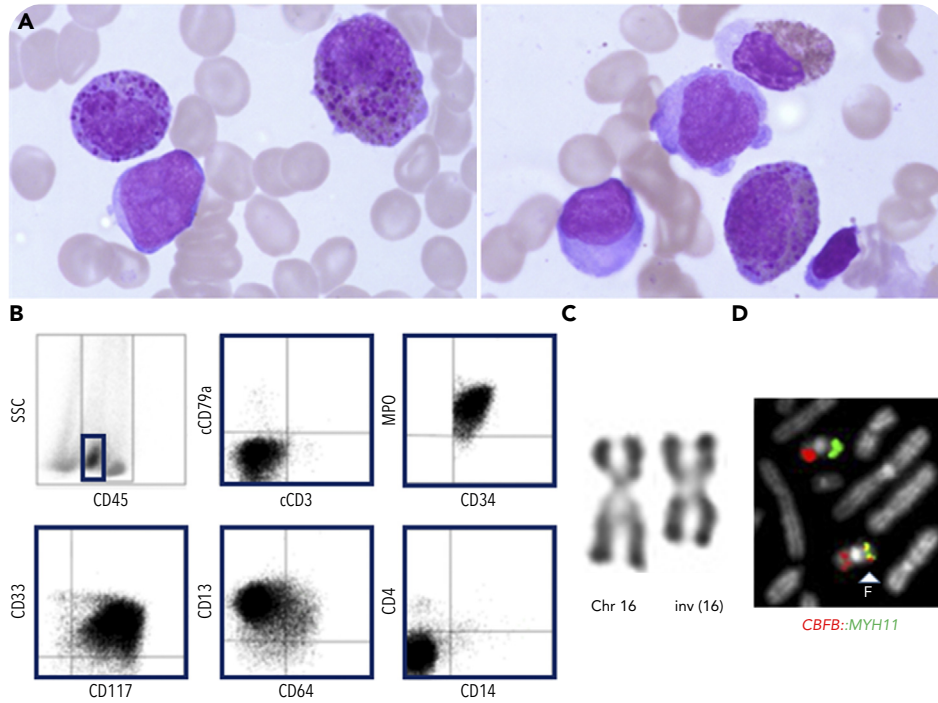 A
B
C
D
SSC
CD45
cCD79a
cCD3
MPO
CD34
CD33
CD117
CD13
CD64
CD4
CD14
Chr 16
inv (16)
F
CBFB::MYH11